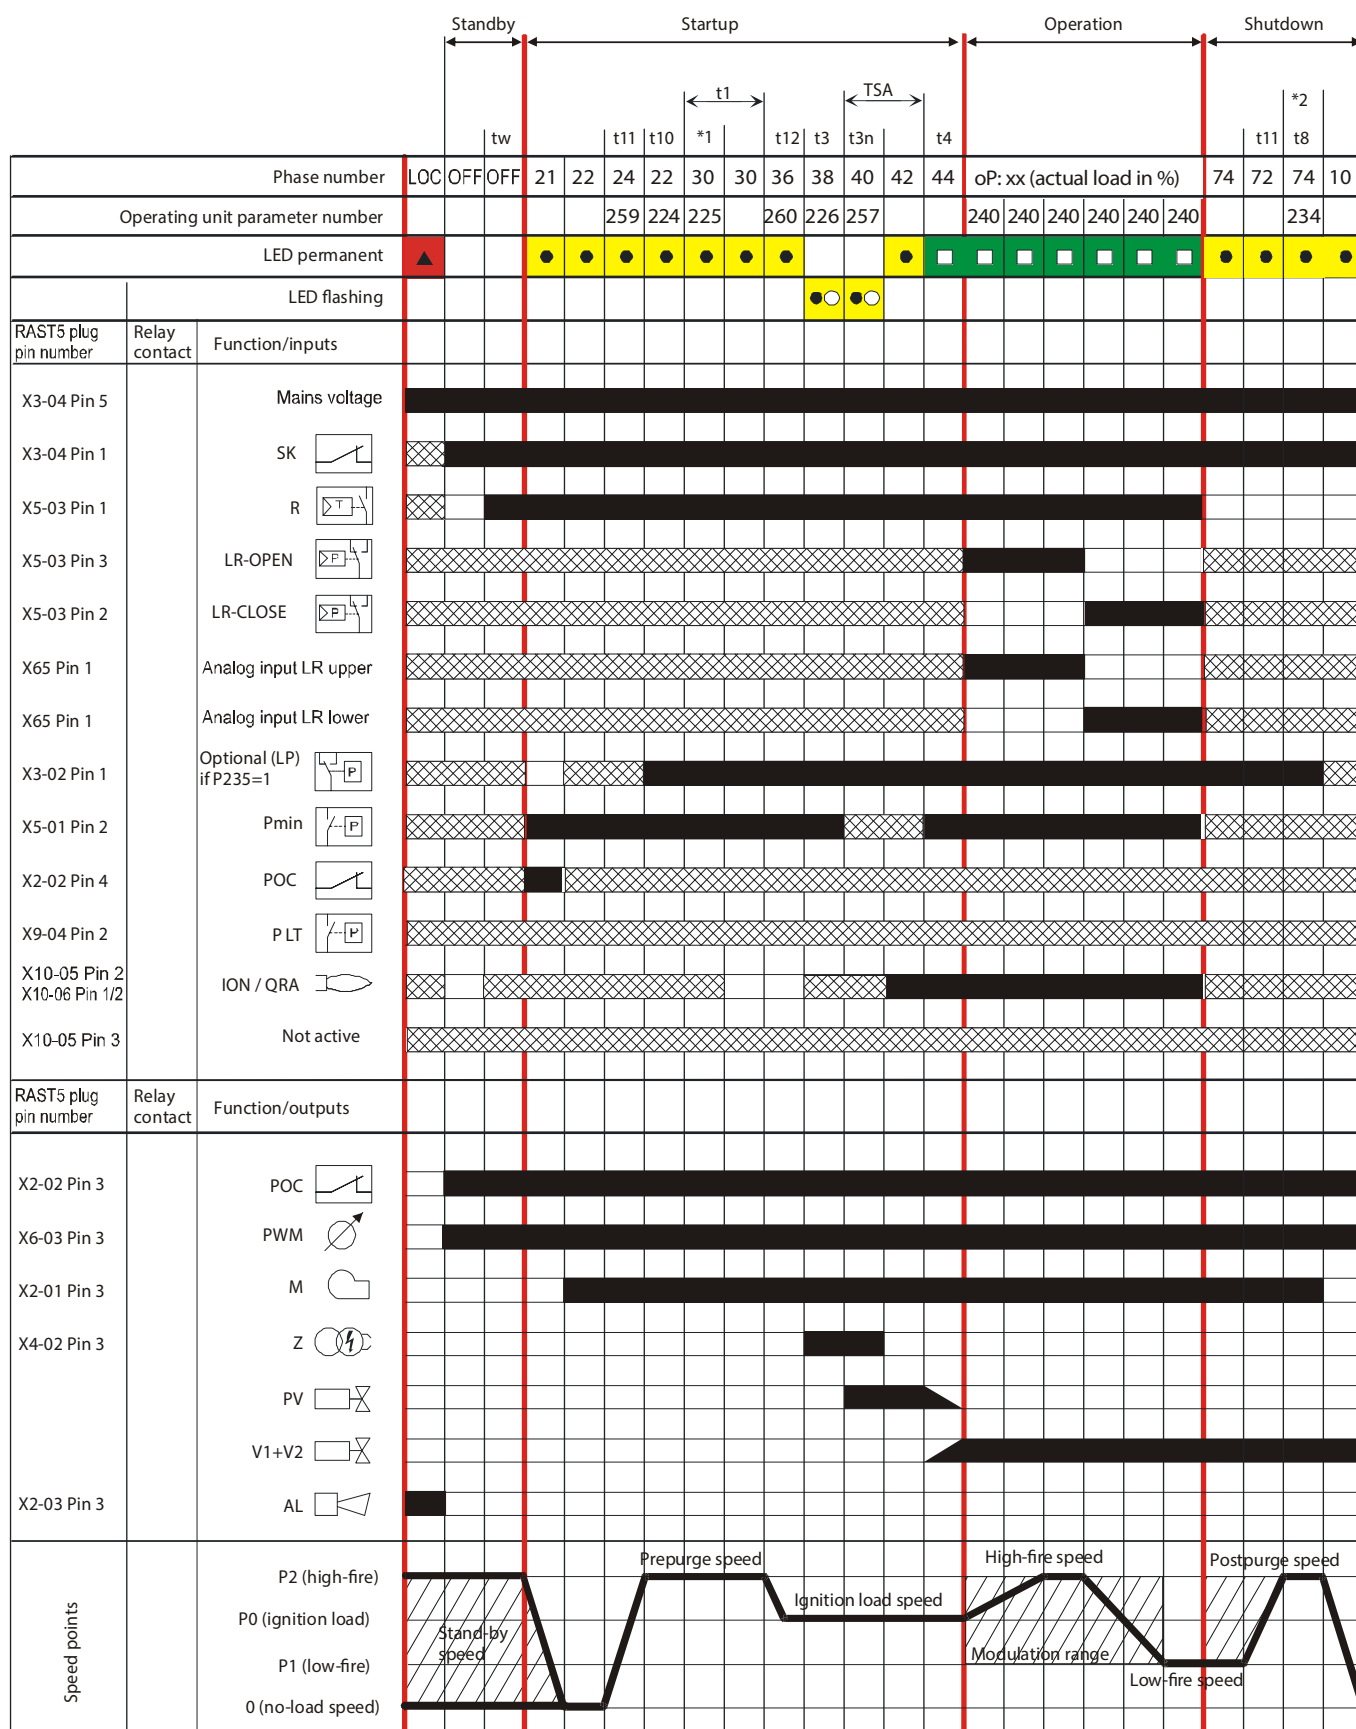 Standby Startup Operation Shutdown
t1 TSA *2
tw t11 t10 *1 t12 t3 t3n t4 t11 t8
Phase number LOC OFF OFF 21 22 24 22 30 30 36 38 40 42 44 oP: xx (actual load in %) 74 72 74 10
Operating unit parameter number 259 224 225 260 226 257 240 240 240 240 240 240 234
LED permanent
LED flashing
RAST5 plug
pin number
Relay
contact
Function/inputs
X3-04 Pin 5 Mains voltage
X3-04 Pin 1 SK
X5-03 Pin 1 R T
X5-03 Pin 3 LR-OPEN P
X5-03 Pin 2 LR-CLOSE P
X65 Pin 1 Analog input LR upper
X65 Pin 1 Analog input LR lower
X3-02 Pin 1 Optional (LP)
if P235=1 P
X5-01 Pin 2 Pmin P
X2-02 Pin 4 POC
X9-04 Pin 2 P LT P
X10-05 Pin 2
X10-06 Pin 1/2
ION / QRA
X10-05 Pin 3 Not active
RAST5 plug
pin number
Relay
contact
Function/outputs
X2-02 Pin 3 POC
X6-03 Pin 3 PWM
X2-01 Pin 3 M
X4-02 Pin 3 Z
PV
V1+V2
X2-03 Pin 3 AL
Speed points
P2 (high-fire)
P0 (ignition load)
P1 (low-fire)
0 (no-load speed)
Stand-by
speed
Prepurge speed
Ignition load speed
High-fire speed
Modulation range
Low-fire speed
Postpurge speed